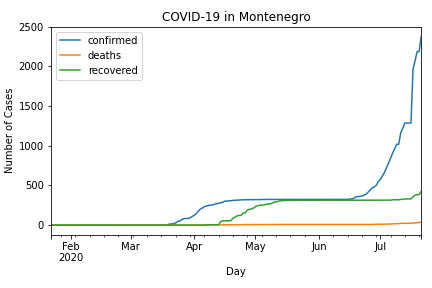 COVID-19 in Montenegro
confirmed
deaths
recovered
Number of Cases
2500
2000
1500
1000
500
0
Feb Mar Apr May Jun Jul
2020
Day